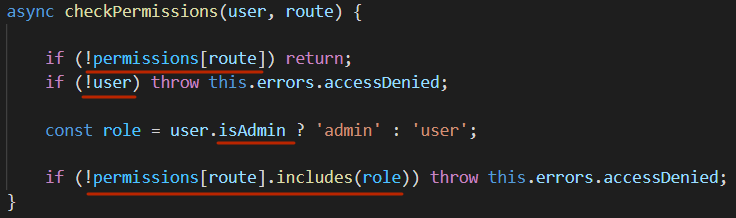 async checkPermissions(user, route) {
if (!permissions[route]) return;
if (!user) throw this.errors.accessDenied;
const role = user.isAdmin ? 'admin' : 'user';
if (!permissions[route].includes(role)) throw this.errors.accessDenied;
}